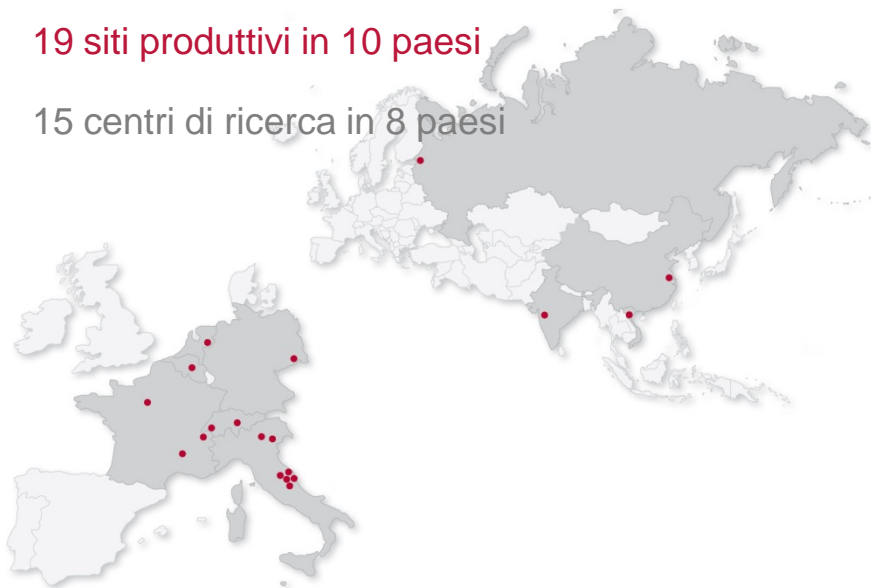 19 siti produttivi in 10 paesi
15 centri di ricerca in 8 paesi